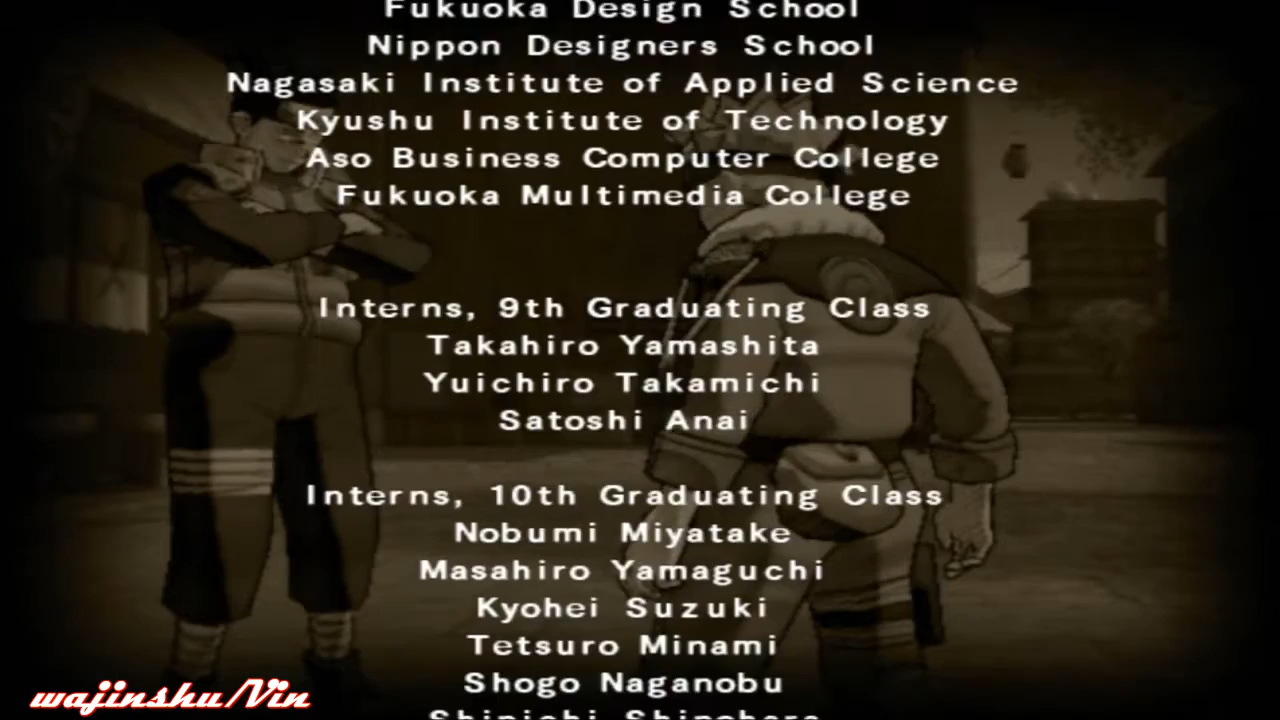 Fukuoka Design School
Nippon Designers School
Nagasaki Institute of Applied Science
Kyushu Institute of Technology
Aso Business Computer College
Fukuoka Multimedia College
Interns, 9th Graduating Class
Takahiro Yamashita
Yuichiro Takamichi
Satoshi Anai
Interns, 10th Graduating Class
Nobumi Miyatake
Masahiro Yamaguchi
Kyohei Suzuki
Tetsuro Minami
Shogo Naganobu
wajinshu/Vin